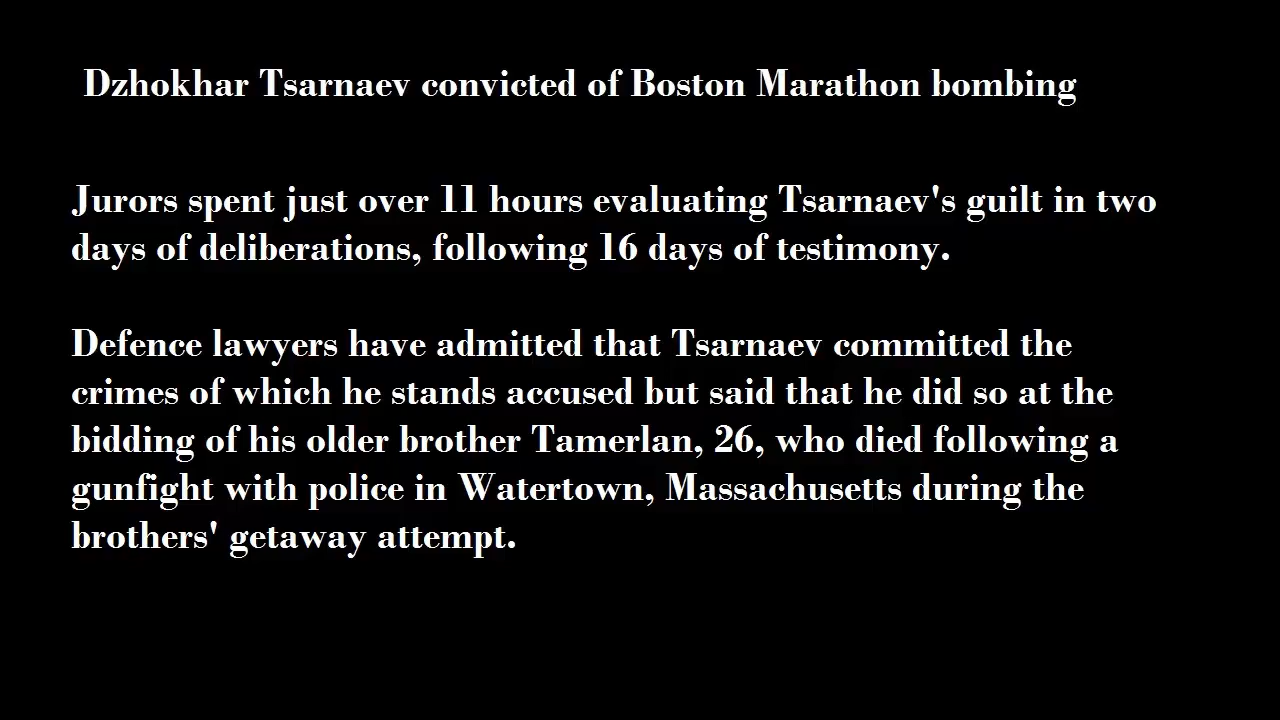 Dzhokhar Tsarnaev convicted of Boston Marathon bombing
Jurors spent just over 11 hours evaluating Tsarnaev's guilt in two
days of deliberations, following 16 days of testimony.
Defence lawyers have admitted that Tsarnaev committed the
crimes of which he stands accused but said that he did so at the
bidding of his older brother Tamerlan, 26, who died following a
gunfight with police in Watertown, Massachusetts during the
brothers' getaway attempt.